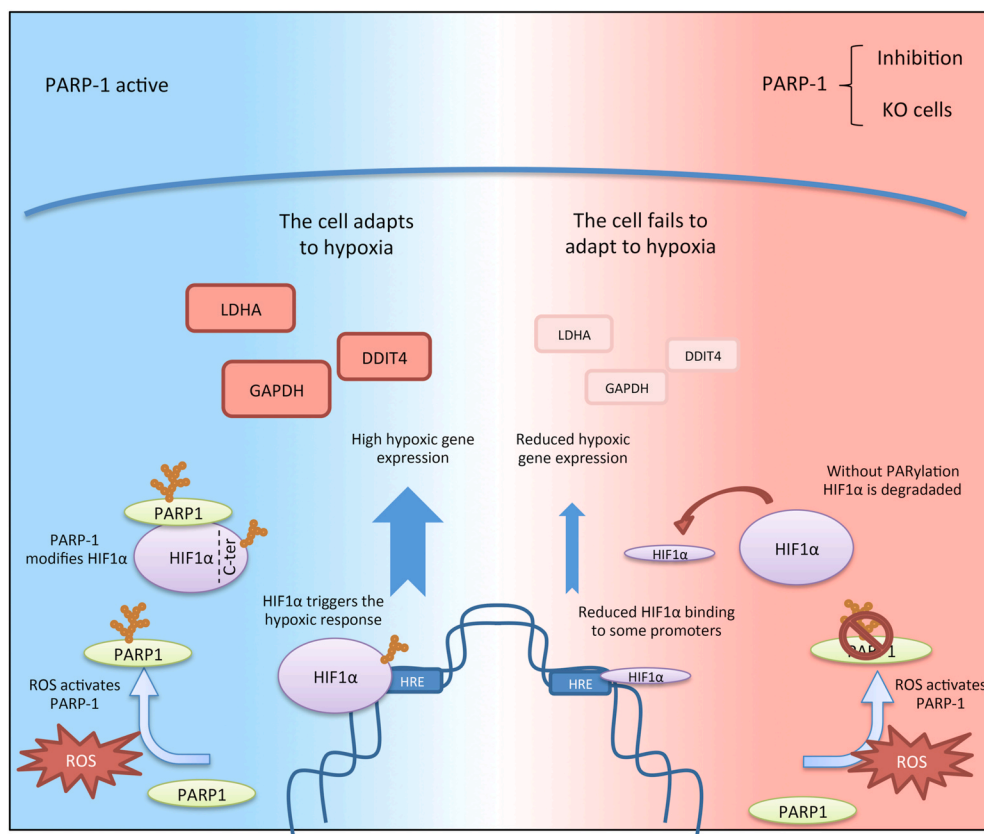 PARP-1 active
PARP-1
Inhibition
KO cells
The cell adapts
to hypoxia
The cell fails to
adapt to hypoxia
LDHA
DDIT4
GAPDH
LDHA
DDIT4
GAPDH
High hypoxic gene
expression
Reduced hypoxic
gene expression
PARP1
PARP-1
modifies HIF1α
HIF1α
C-ter
Without PARylation
HIF1α is degradaded
HIF1α
HIF1α
HIF1α triggers the
hypoxic response
Reduced HIF1α binding
to some promoters
PARP1
HIF1α
HRE
HRE
HIF1α
PARP1
ROS activates
PARP-1
ROS
PARP1
ROS activates
PARP-1
ROS
PARP1